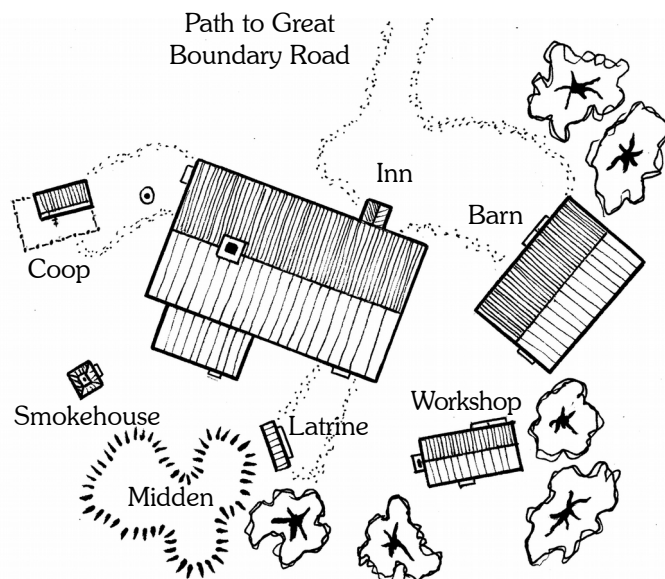 Path to Great
Boundary Road
Inn
Barn
Coop
Smokehouse
Latrine
Workshop
Midden